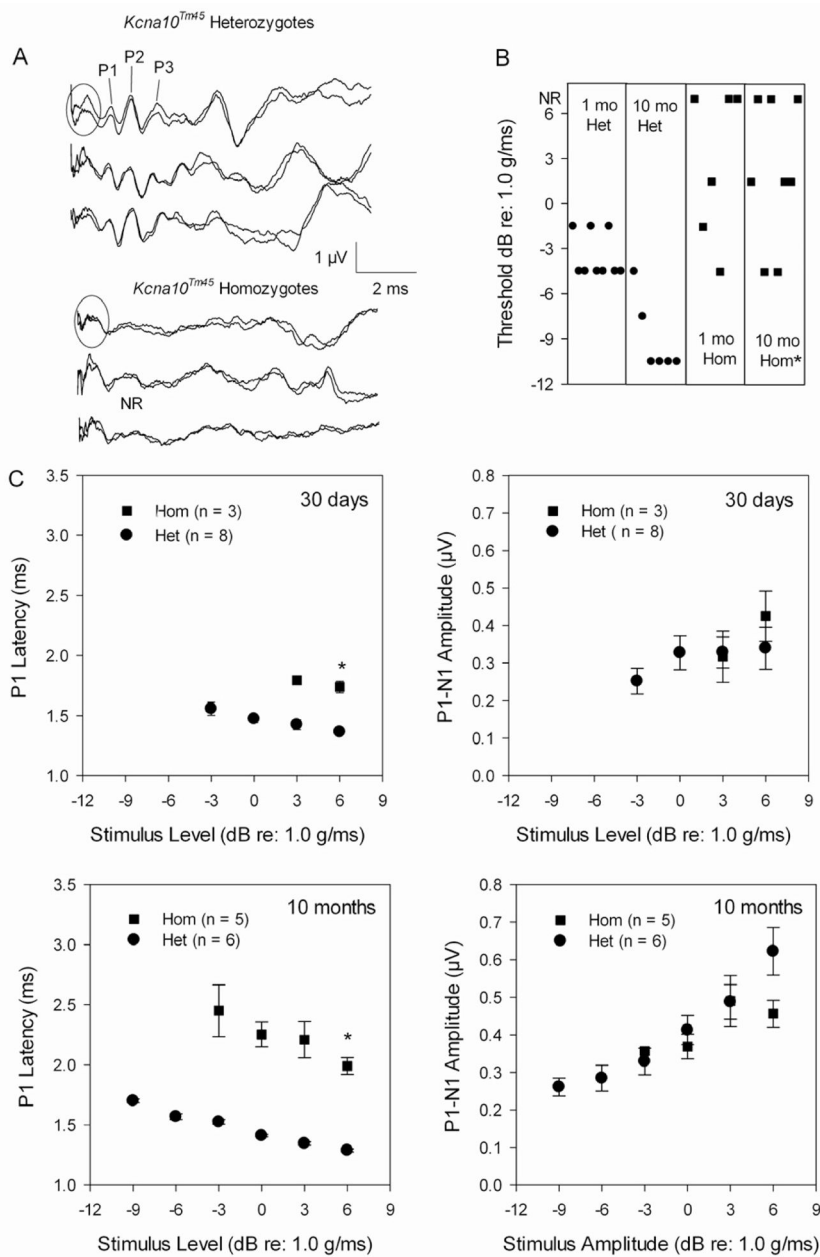 Kcna10Tm45 Heterozygotes
A
P1
P2
P3
1 µV
2 ms
Kcna10Tm45 Homozygotes
NR
B
Threshold dB re: 1.0 g/ms
NR
6
3
0
-3
-6
-9
-12
1 mo
Het
10 mo
Het
1 mo
Hom
10 mo
Hom*
C
P1 Latency (ms)
3.5
3.0
2.5
2.0
1.5
1.0
Hom (n = 3)
Het (n = 8)
30 days
*
-12 -9 -6 -3 0 3 6 9
Stimulus Level (dB re: 1.0 g/ms)
P1-N1 Amplitude (µV)
0.8
0.7
0.6
0.5
0.4
0.3
0.2
0.1
0.0
Hom (n = 3)
Het ( n = 8)
30 days
-12 -9 -6 -3 0 3 6 9
Stimulus Level (dB re: 1.0 g/ms)
P1 Latency (ms)
3.5
3.0
2.5
2.0
1.5
1.0
Hom (n = 5)
Het (n = 6)
10 months
*
-12 -9 -6 -3 0 3 6 9
Stimulus Level (dB re: 1.0 g/ms)
P1-N1 Amplitude (µV)
0.8
0.7
0.6
0.5
0.4
0.3
0.2
0.1
0.0
Hom (n = 5)
Het (n = 6)
10 months
-12 -9 -6 -3 0 3 6 9
Stimulus Amplitude (dB re: 1.0 g/ms)